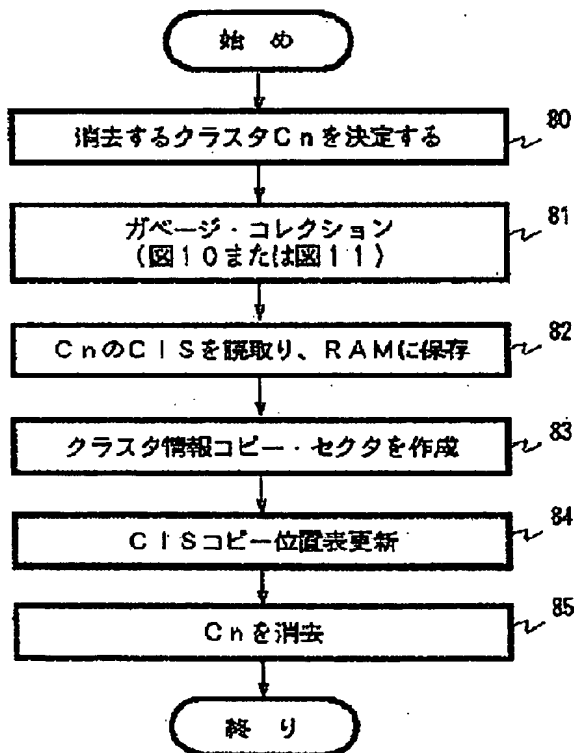 始め
消去するクラスタCnを決定する
80
ガベージ・コレクション
(図10または図11)
81
CnのCISを読取り、RAMに保存
82
クラスタ情報コピー・セクタを作成
83
CISコピー位置表更新
84
Cnを消去
85
終り